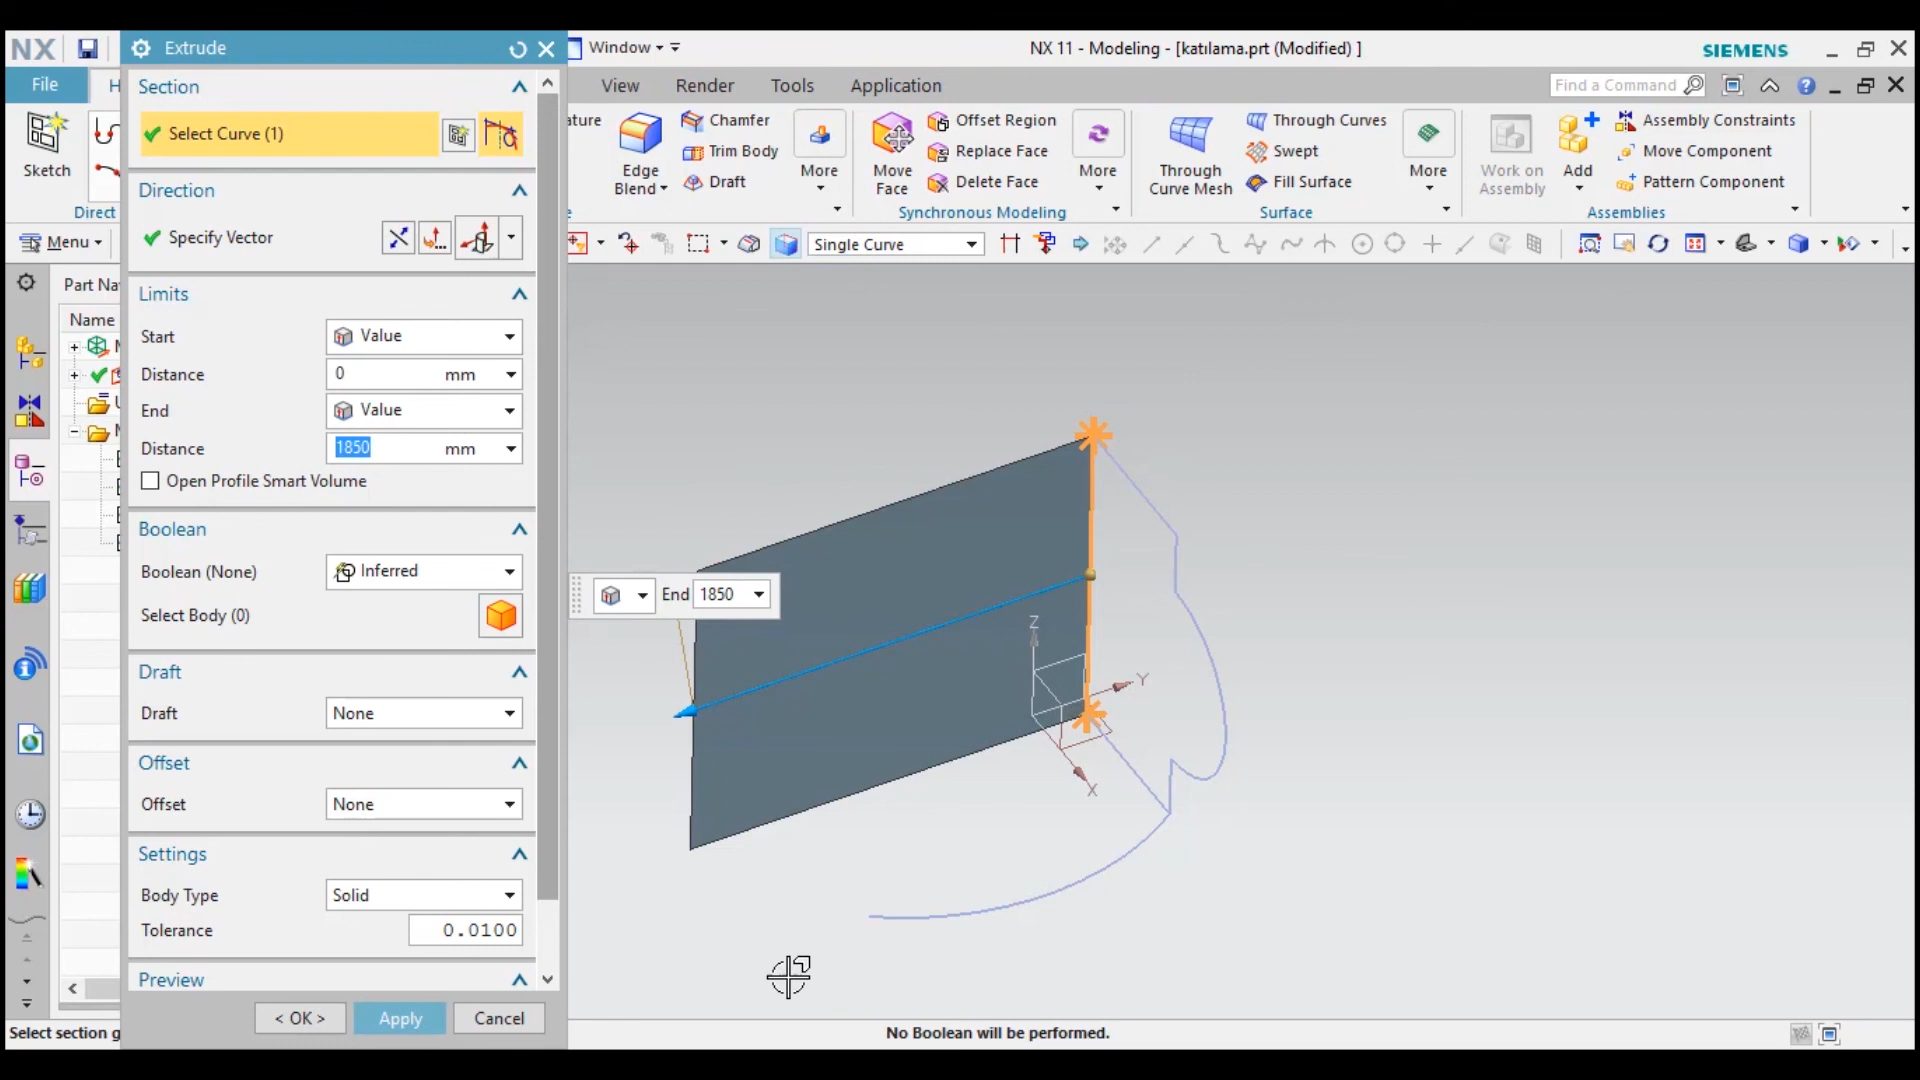 NX
Extrude
Window
NX 11 - Modeling - [katılama.prt (Modified) ]
SIEMENS
File
H
View
Render
Tools
Application
Find a Command
Sketch
Direct
ature
Edge
Blend
Chamfer
Trim Body
Draft
More
Move
Face
Offset Region
Replace Face
Delete Face
More
Synchronous Modeling
Through
Curve Mesh
Through Curves
Swept
Fill Surface
More
Surface
Work on
Assembly
Add
Assembly Constraints
Move Component
Pattern Component
Assemblies
Menu
Single Curve
Part Na
Name
Section
Select Curve (1)
Direction
Specify Vector
Limits
Start
Value
Distance
0 mm
End
Value
Distance
1850 mm
Open Profile Smart Volume
Boolean
Boolean (None)
Inferred
Select Body (0)
Draft
Draft
None
Offset
Offset
None
Settings
Body Type
Solid
Tolerance
0.0100
Preview
< OK >
Apply
Cancel
End 1850
Z
Y
X
Select section g
No Boolean will be performed.